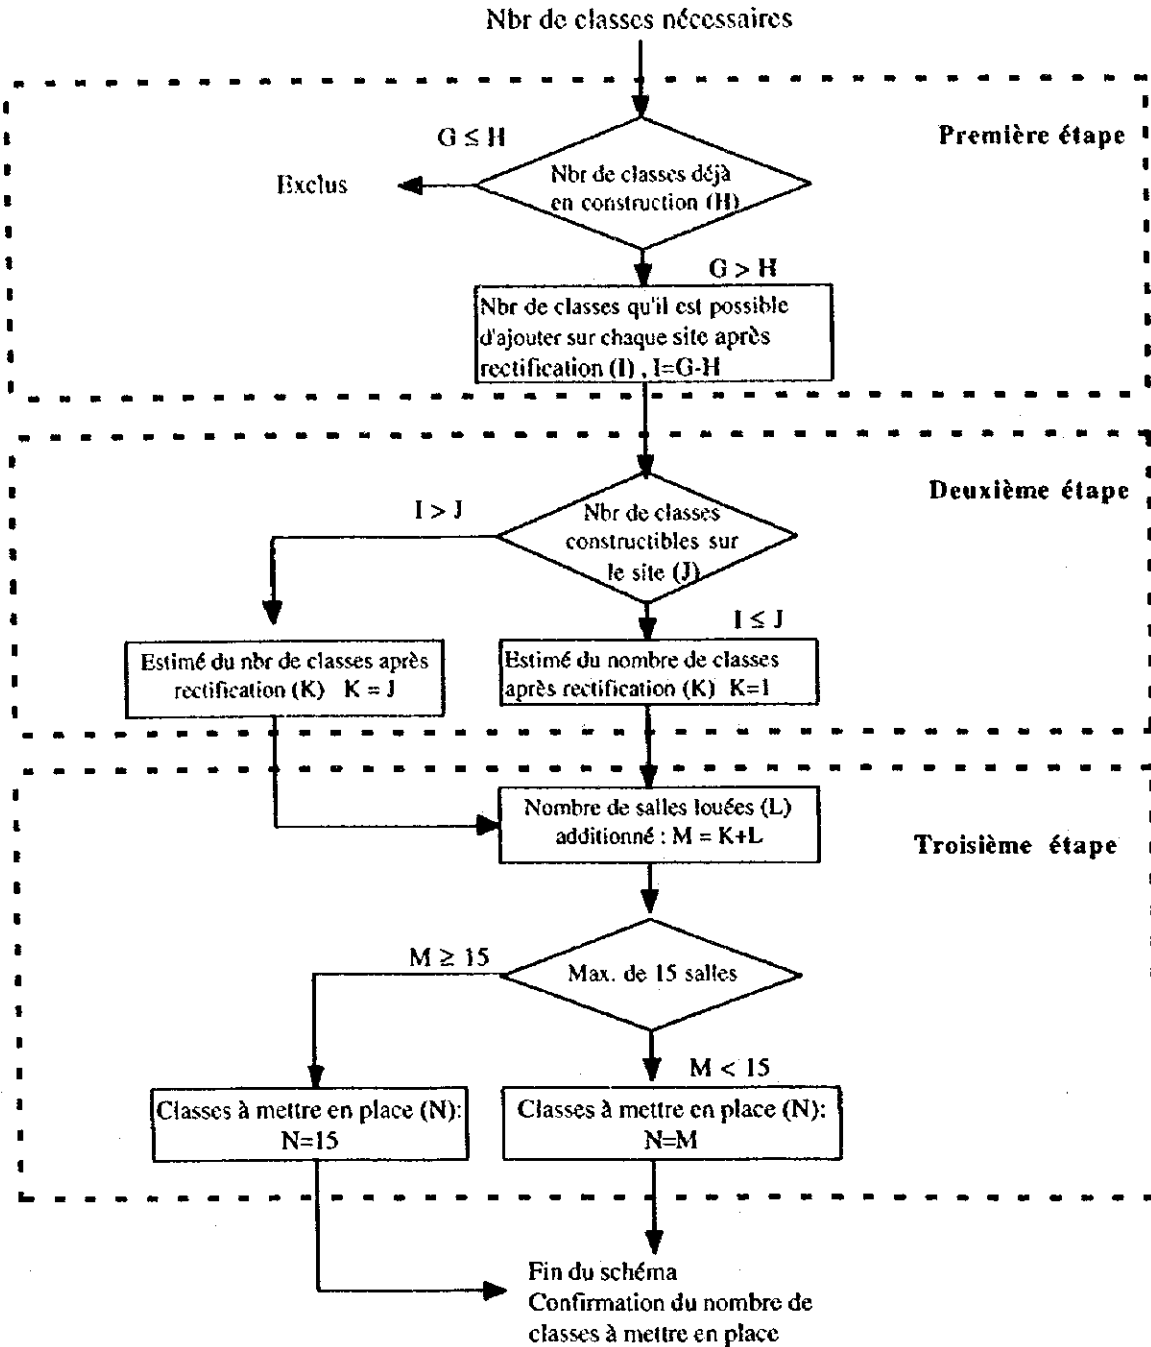 Nbr de classes nécessaires
Première étape
G ≤ H
Exclus
Nbr de classes déjà
en construction (H)
G > H
Nbr de classes qu'il est possible
d'ajouter sur chaque site après
rectification (I) , I=G-H
Deuxième étape
I > J
Nbr de classes
constructibles sur
le site (J)
I ≤ J
Estimé du nbr de classes après
rectification (K) K = J
Estimé du nombre de classes
après rectification (K) K=1
Troisième étape
Nombre de salles louées (L)
additionné : M = K+L
M ≥ 15
Max. de 15 salles
M < 15
Classes à mettre en place (N):
N=15
Classes à mettre en place (N):
N=M
Fin du schéma
Confirmation du nombre de
classes à mettre en place